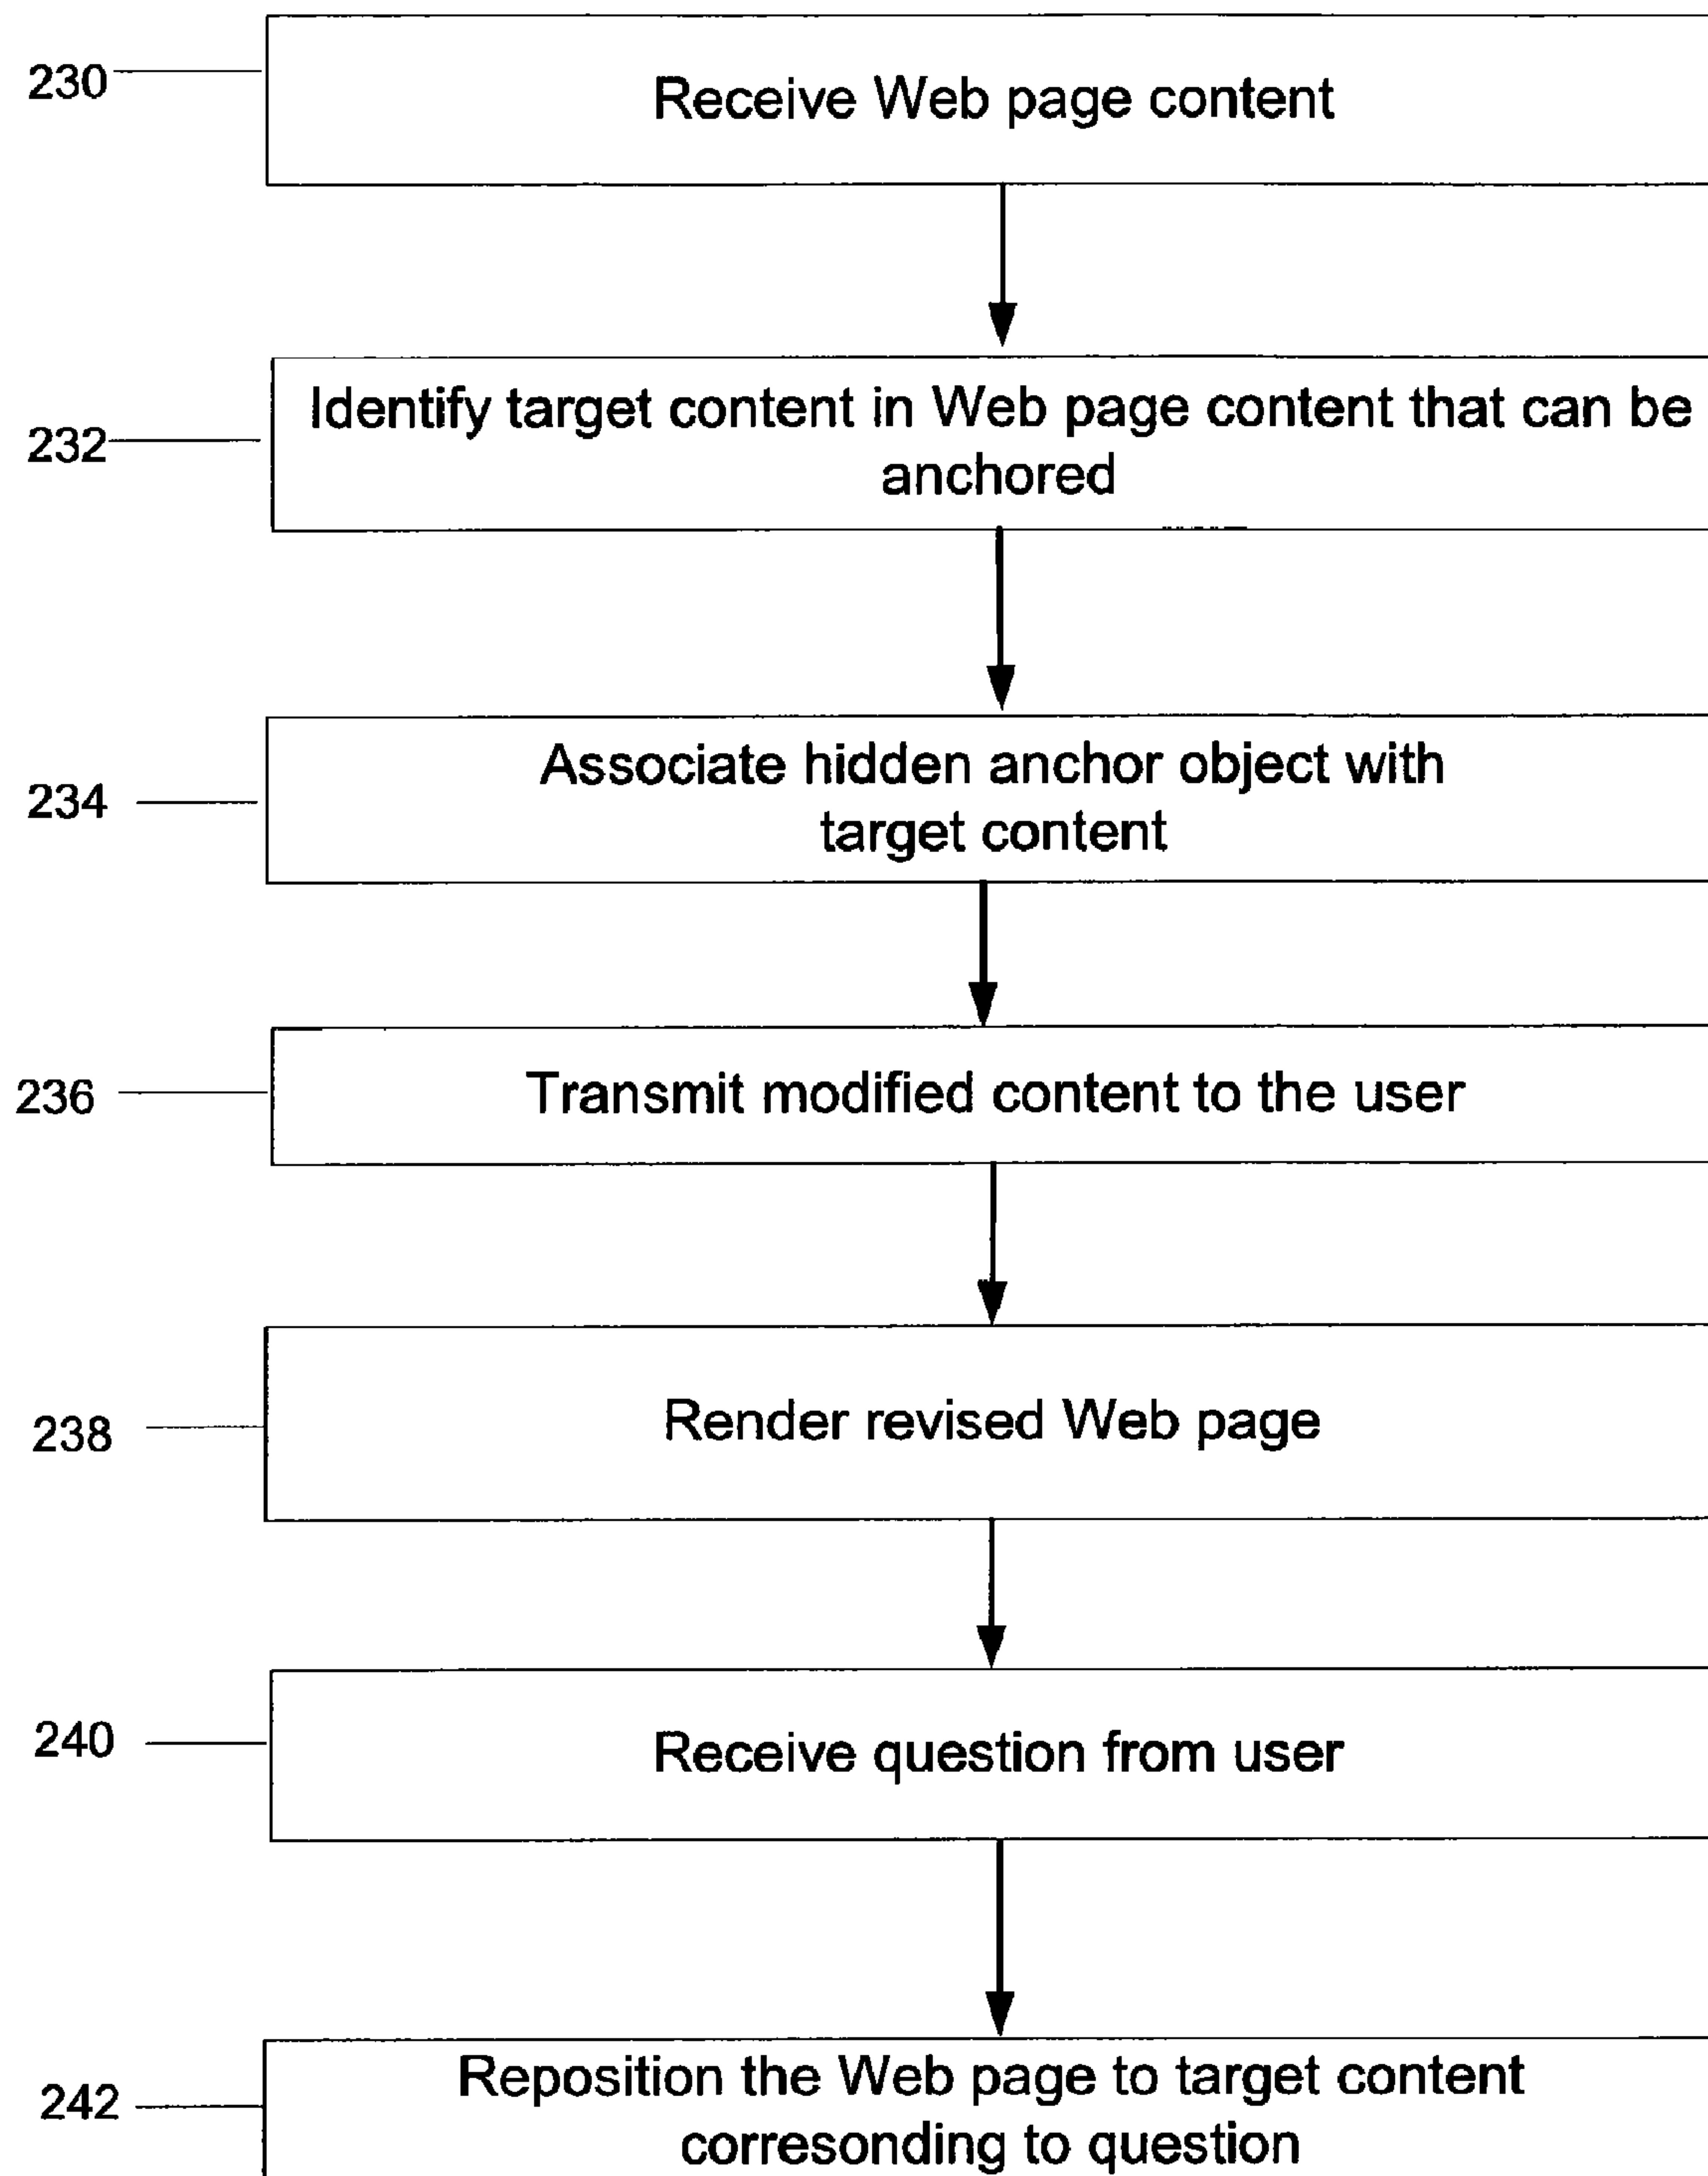 230
Receive Web page content
232
Identify target content in Web page content that can be
anchored
234
Associate hidden anchor object with
target content
236
Transmit modified content to the user
238
Render revised Web page
240
Receive question from user
242
Reposition the Web page to target content
corresonding to question